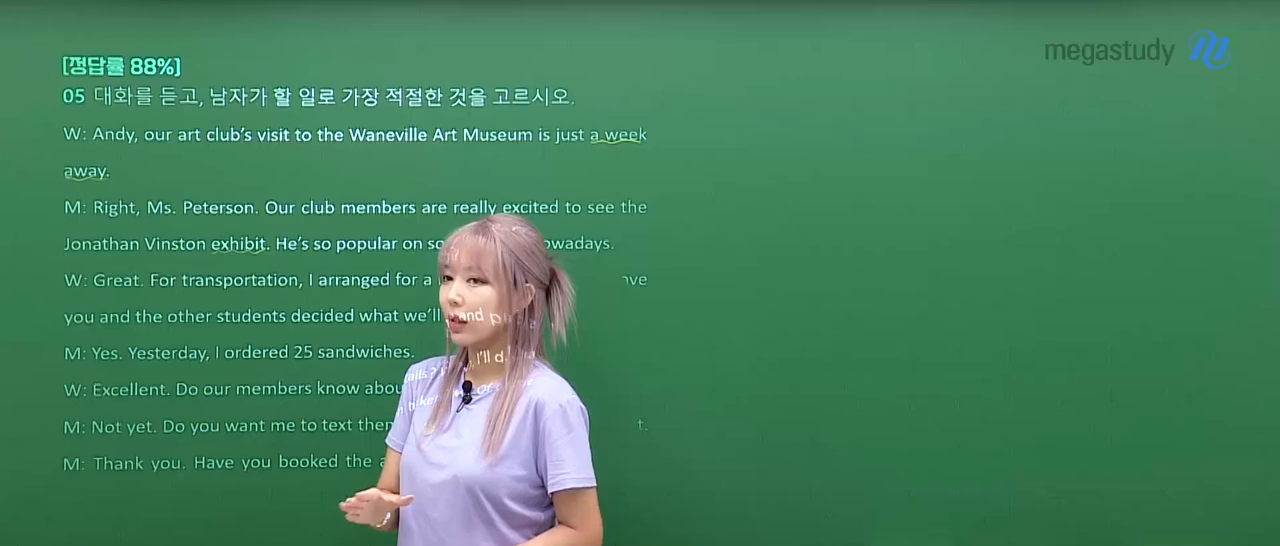 megastudy
[정답률 88%]
05 대화를 듣고, 남자가 할 일로 가장 적절한 것을 고르시오.
W: Andy, our art club's visit to the Waneville Art Museum is just a week
away.
M: Right, Ms. Peterson. Our club members are really excited to see the
Jonathan Vinston exhibit. He's so popular on nowadays.
W: Great. For transportation, I arranged for a
you and the other students decided what we'll and
M: Yes. Yesterday, I ordered 25 sandwiches. I'll
W: Excellent. Do our members know of
M: Not yet. Do you want me to text
M: Thank you. Have you booked the